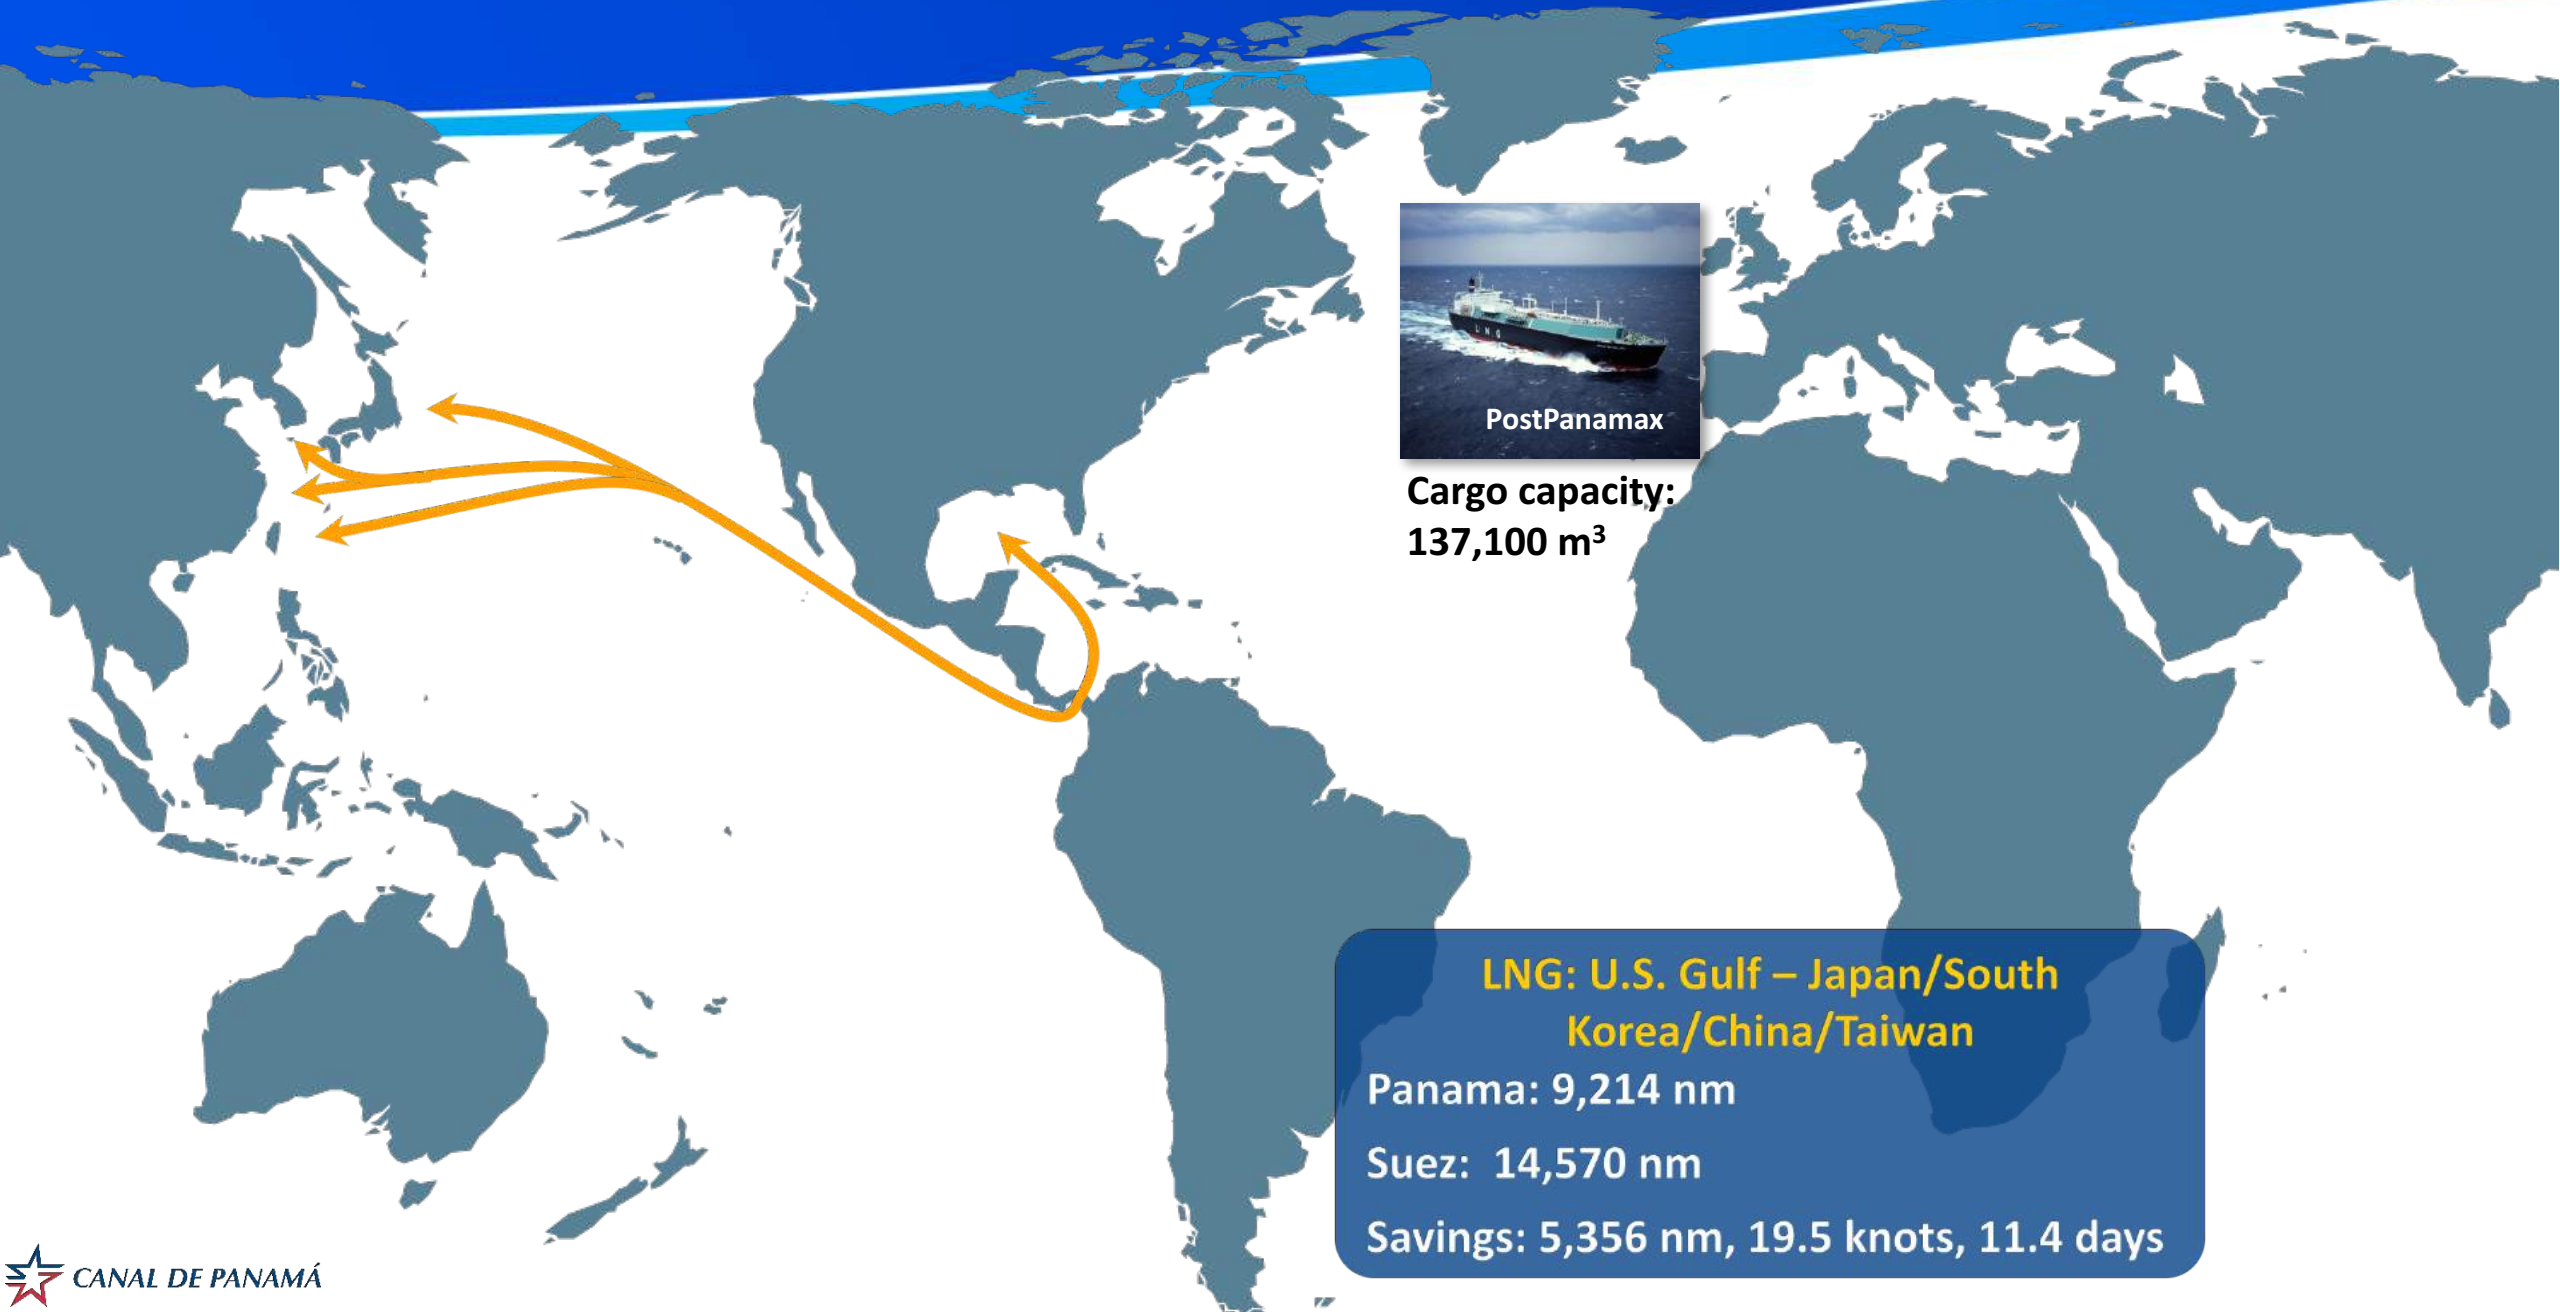 L N G
PostPanamax
Cargo capacity:
137,100 m³
LNG: U.S. Gulf – Japan/South
Korea/China/Taiwan
Panama: 9,214 nm
Suez: 14,570 nm
Savings: 5,356 nm, 19.5 knots, 11.4 days
CANAL DE PANAMÁ